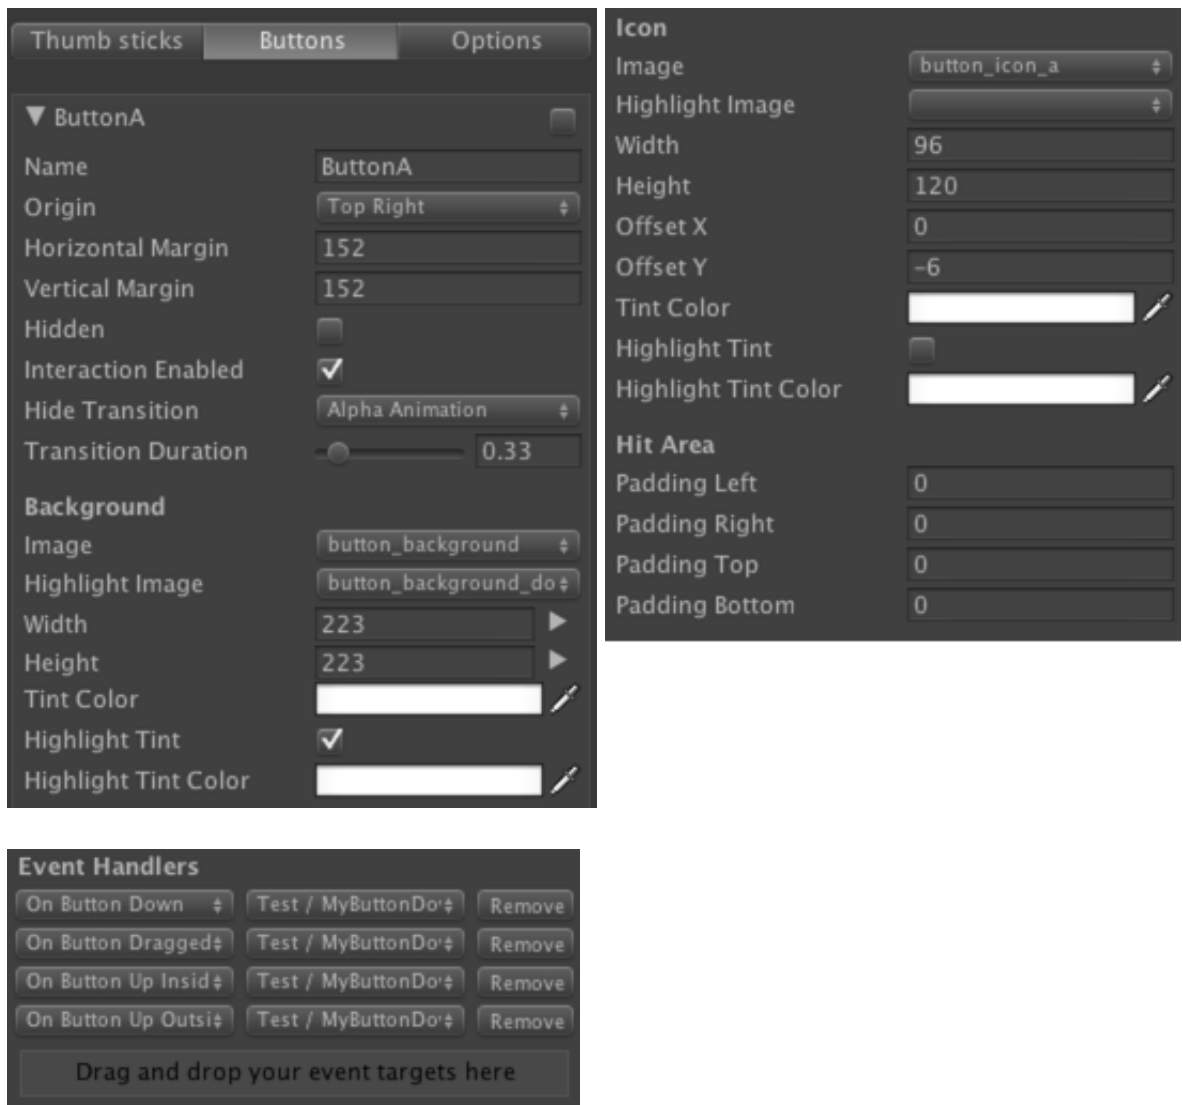 Thumb sticks Buttons Options
ButtonA
Name ButtonA
Origin Top Right
Horizontal Margin 152
Vertical Margin 152
Hidden
Interaction Enabled
Hide Transition Alpha Animation
Transition Duration 0.33
Background
Image button_background
Highlight Image button_background_do
Width 223
Height 223
Tint Color
Highlight Tint
Highlight Tint Color
Icon
Image button_icon_a
Highlight Image
Width 96
Height 120
Offset X 0
Offset Y -6
Tint Color
Highlight Tint
Highlight Tint Color
Hit Area
Padding Left 0
Padding Right 0
Padding Top 0
Padding Bottom 0
Event Handlers
On Button Down Test / MyButtonDo Remove
On Button Dragged Test / MyButtonDo Remove
On Button Up Insid Test / MyButtonDo Remove
On Button Up Outsi Test / MyButtonDo Remove
Drag and drop your event targets here